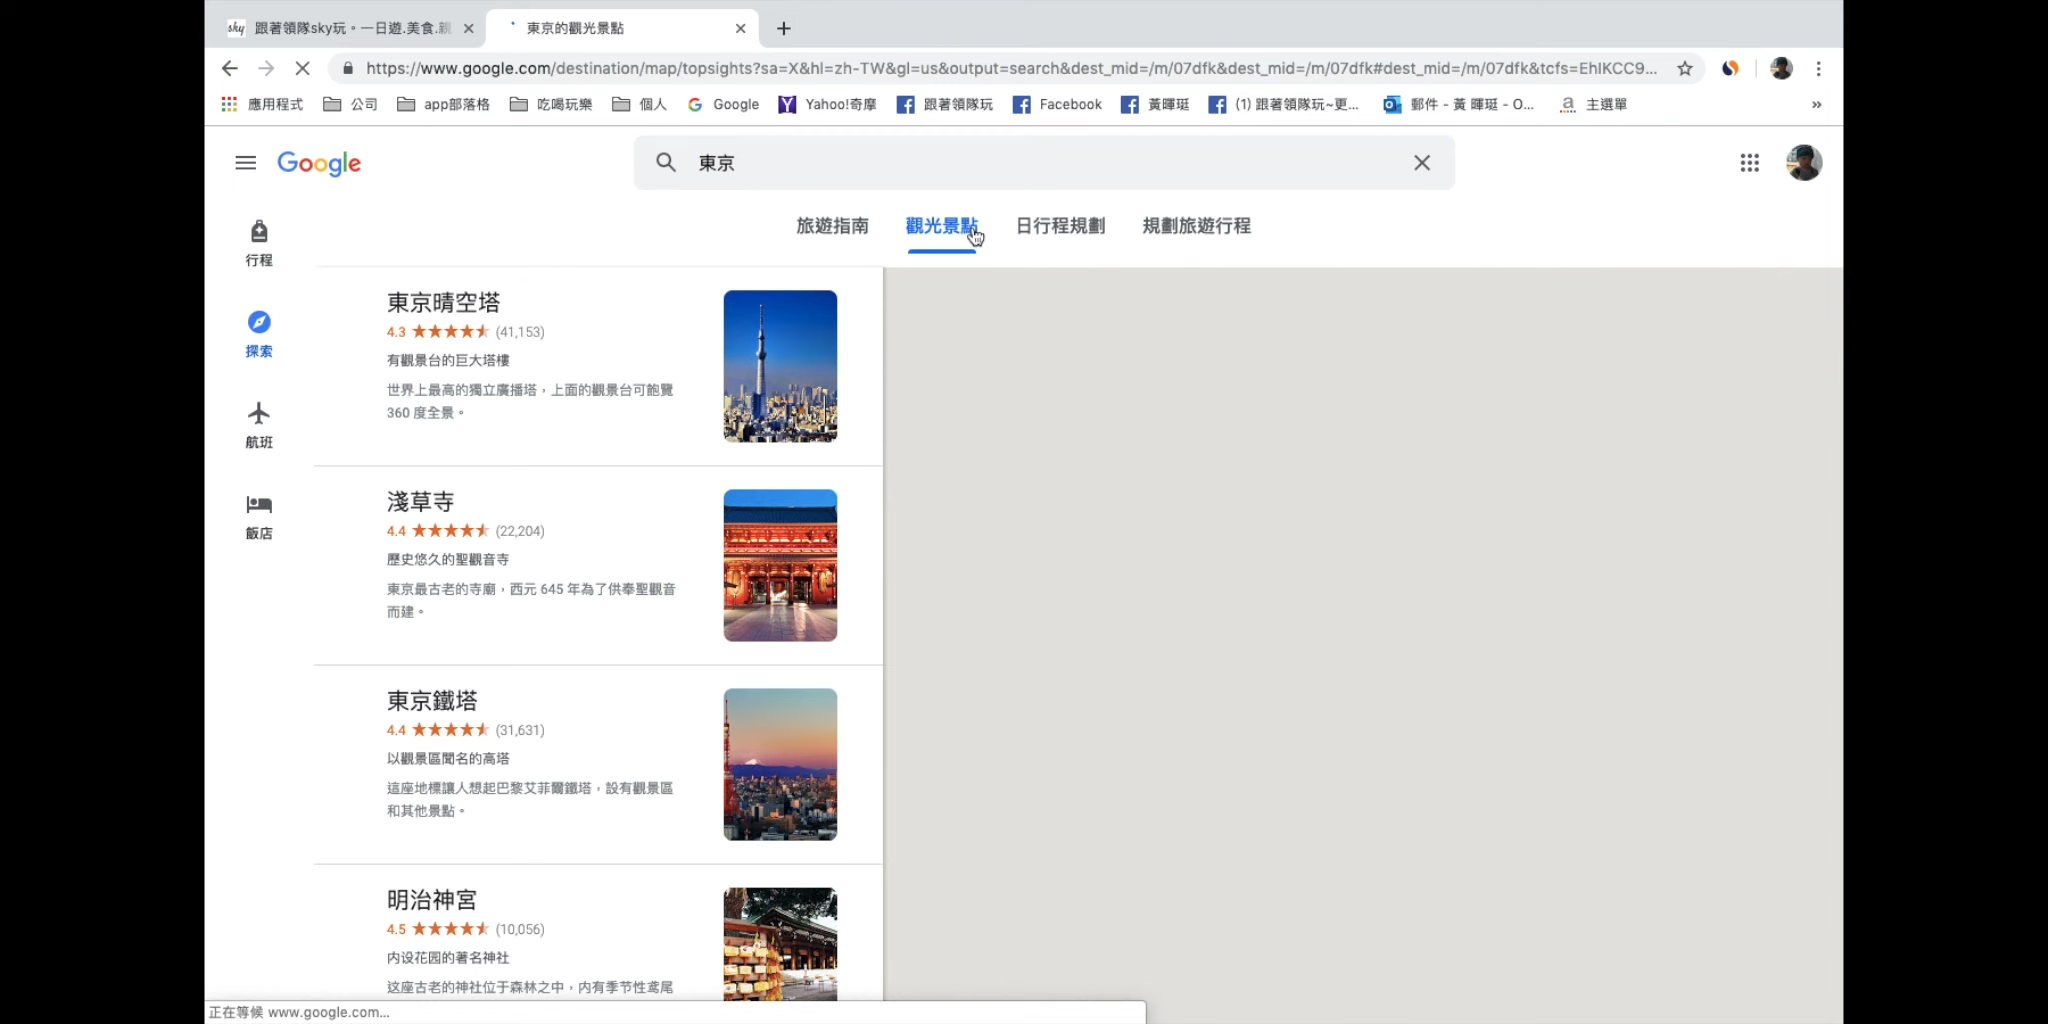 sky 跟著領隊sky玩。一日遊.美食.親
東京的觀光景點
https://www.google.com/destination/map/topsights?sa=X&hl=zh-TW&gl=us&output=search&dest_mid=/m/07dfk&dest_mid=/m/07dfk#dest_mid=/m/07dfk&tcfs=EhIKCC9...
應用程式 公司 app部落格 吃喝玩樂 個人 Google Yahoo!奇摩 跟著領隊玩 Facebook 黃暉珽 (1) 跟著領隊玩~更... 郵件 - 黃 暉珽 - O... 主選單 »
Google
東京
旅遊指南 觀光景點 日行程規劃 規劃旅遊行程
行程
探索
航班
飯店
東京晴空塔
4.3 (41,153)
有觀景台的巨大塔樓
世界上最高的獨立廣播塔，上面的觀景台可飽覽
360 度全景。
淺草寺
4.4 (22,204)
歷史悠久的聖觀音寺
東京最古老的寺廟，西元 645 年為了供奉聖觀音
而建。
東京鐵塔
4.4 (31,631)
以觀景區聞名的高塔
這座地標讓人想起巴黎艾菲爾鐵塔，設有觀景區
和其他景點。
明治神宮
4.5 (10,056)
内设花园的著名神社
这座古老的神社位于森林之中，内有季节性鸢尾
正在等候 www.google.com...